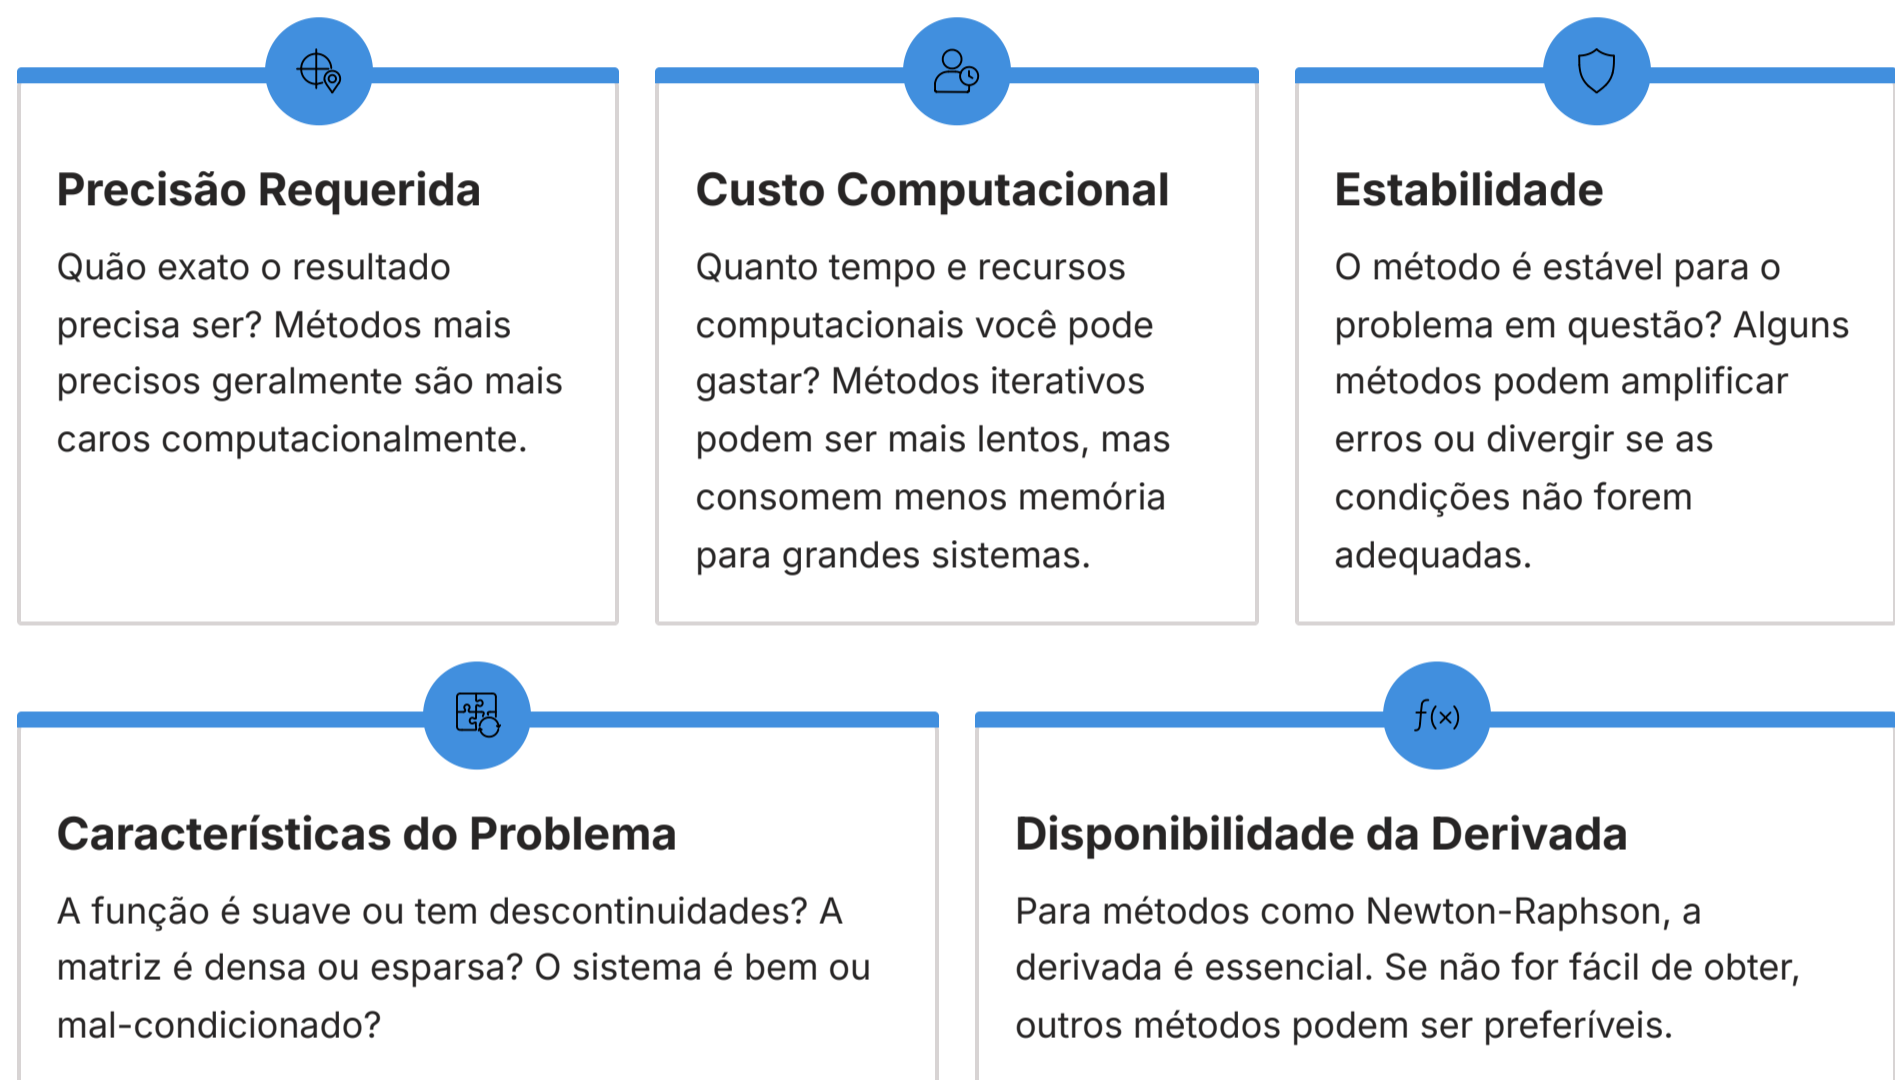 Precisão Requerida
Quão exato o resultado
precisa ser? Métodos mais
precisos geralmente são mais
caros computacionalmente.
Custo Computacional
Quanto tempo e recursos
computacionais você pode
gastar? Métodos iterativos
podem ser mais lentos, mas
consomem menos memória
para grandes sistemas.
Estabilidade
O método é estável para o
problema em questão? Alguns
métodos podem amplificar
erros ou divergir se as
condições não forem
adequadas.
Características do Problema
A função é suave ou tem descontinuidades? A
matriz é densa ou esparsa? O sistema é bem ou
mal-condicionado?
f(x)
Disponibilidade da Derivada
Para métodos como Newton-Raphson, a
derivada é essencial. Se não for fácil de obter,
outros métodos podem ser preferíveis.